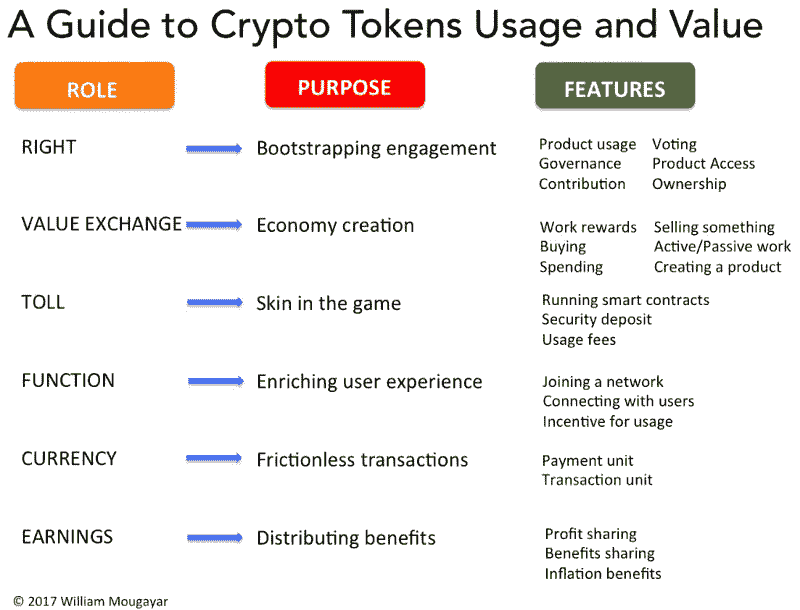 A Guide to Crypto Tokens Usage and Value
ROLE PURPOSE FEATURES
RIGHT Bootstrapping engagement
Product usage Voting
Governance Product Access
Contribution Ownership
VALUE EXCHANGE Economy creation
Work rewards Selling something
Buying Active/Passive work
Spending Creating a product
TOLL Skin in the game
Running smart contracts
Security deposit
Usage fees
FUNCTION Enriching user experience
Joining a network
Connecting with users
Incentive for usage
CURRENCY Frictionless transactions
Payment unit
Transaction unit
EARNINGS Distributing benefits
Profit sharing
Benefits sharing
Inflation benefits
© 2017 William Mougayar